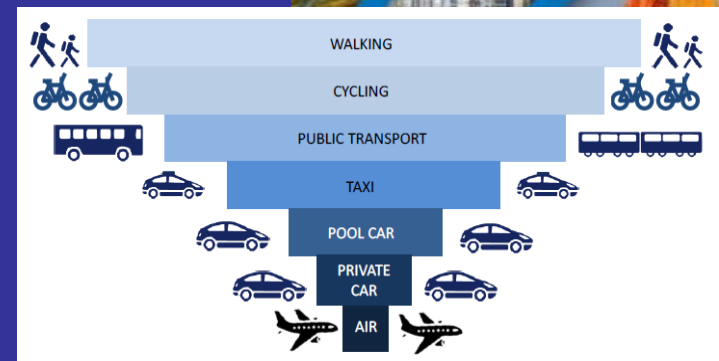 WALKING
CYCLING
PUBLIC TRANSPORT
TAXI
POOL CAR
PRIVATE
CAR
AIR